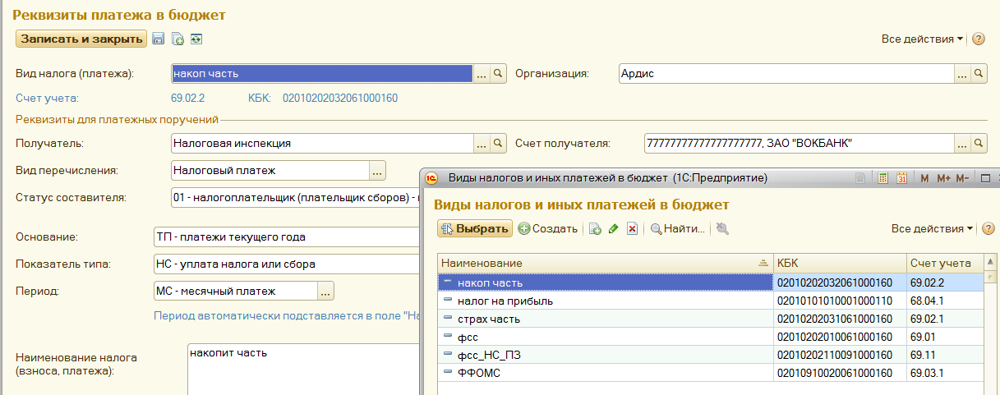 Реквизиты платежа в бюджет
Записать и закрыть
Все действия
Вид налога (платежа): накоп часть ... Организация: Ардис ...
Счет учета: 69.02.2 КБК: 02010202032061000160
Реквизиты для платежных поручений
Получатель: Налоговая инспекция ... Счет получателя: 77777777777777777777, ЗАО "ВОКБАНК" ...
Вид перечисления: Налоговый платеж ...
Статус составителя: 01 - налогоплательщик (плательщик сборов) -
Основание: ТП - платежи текущего года
Показатель типа: НС - уплата налога или сбора
Период: МС - месячный платеж ...
Период автоматически подставляется в поле "На
Наименование налога
(взноса, платежа):
накопит часть
Виды налогов и иных платежей в бюджет (1С:Предприятие) M M+ M-
Виды налогов и иных платежей в бюджет
Выбрать Создать Найти... Все действия
Наименование КБК Счет учета
накоп часть 02010202032061000160 69.02.2
налог на прибыль 02010101010001000110 68.04.1
страх часть 02010202031061000160 69.02.1
фсс 02010202010061000160 69.01
фсс_НС_ПЗ 02010202110091000160 69.11
ФФОМС 02010910020061000160 69.03.1